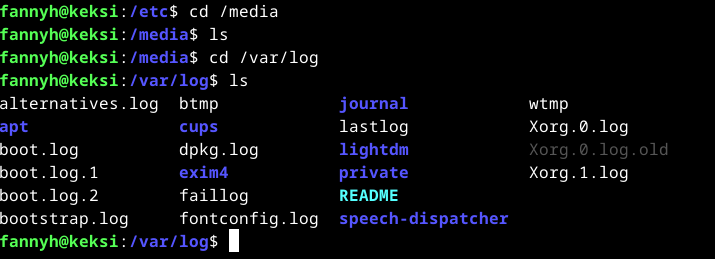 fannyh@keksi:/etc$ cd /media
fannyh@keksi:/media$ ls
fannyh@keksi:/media$ cd /var/log
fannyh@keksi:/var/log$ ls
alternatives.log btmp journal wtmp
apt cups lastlog Xorg.0.log
boot.log dpkg.log lightdm Xorg.0.log.old
boot.log.1 exim4 private Xorg.1.log
boot.log.2 faillog README
bootstrap.log fontconfig.log speech-dispatcher
fannyh@keksi:/var/log$